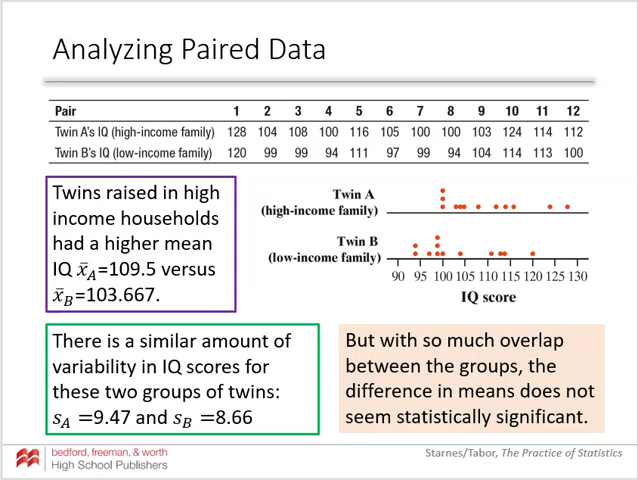 Analyzing Paired Data
Pair 1 2 3 4 5 6 7 8 9 10 11 12
Twin A's IQ (high-income family) 128 104 108 100 116 105 100 100 103 124 114 112
Twin B's IQ (low-income family) 120 99 99 94 111 97 99 94 104 114 113 100
Twins raised in high
income households
had a higher mean
IQ x̄A=109.5 versus
x̄B=103.667.
Twin A
(high-income family)
Twin B
(low-income family)
90 95 100 105 110 115 120 125 130
IQ score
There is a similar amount of
variability in IQ scores for
these two groups of twins:
sA =9.47 and sB =8.66
But with so much overlap
between the groups, the
difference in means does not
seem statistically significant.
bedford, freeman, & worth
High School Publishers
Starnes/Tabor, The Practice of Statistics